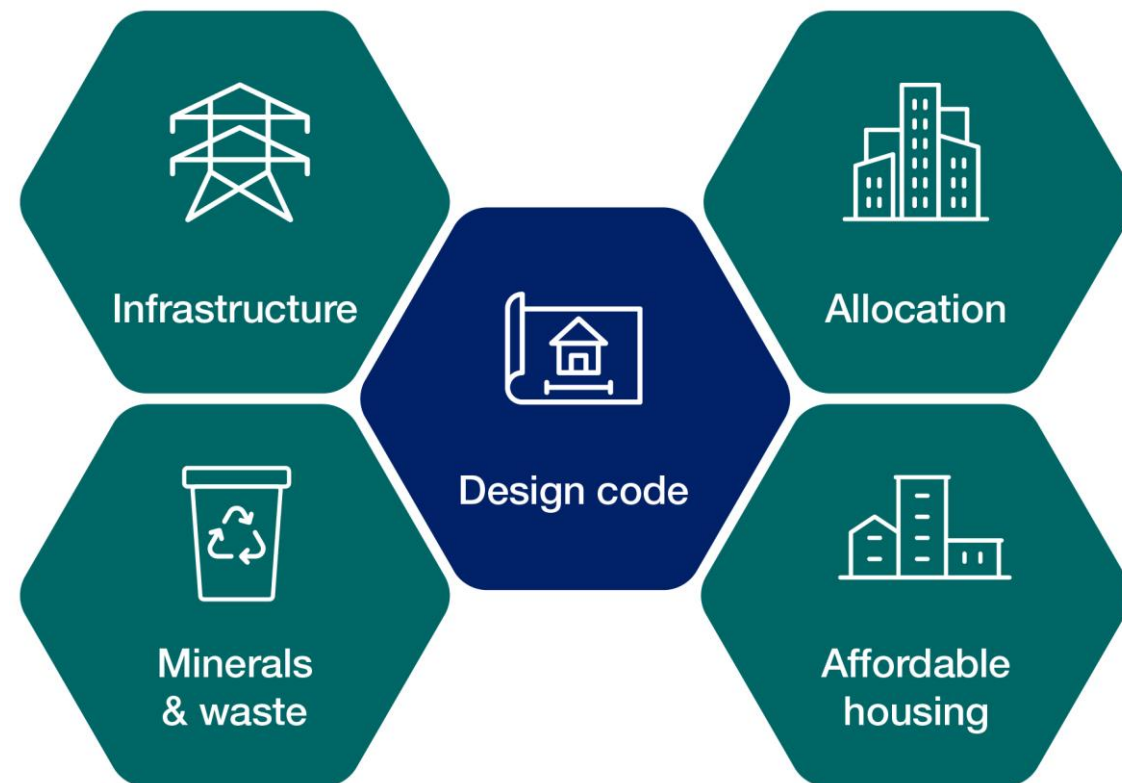 Infrastructure
Allocation
Design code
Minerals
& waste
Affordable
housing